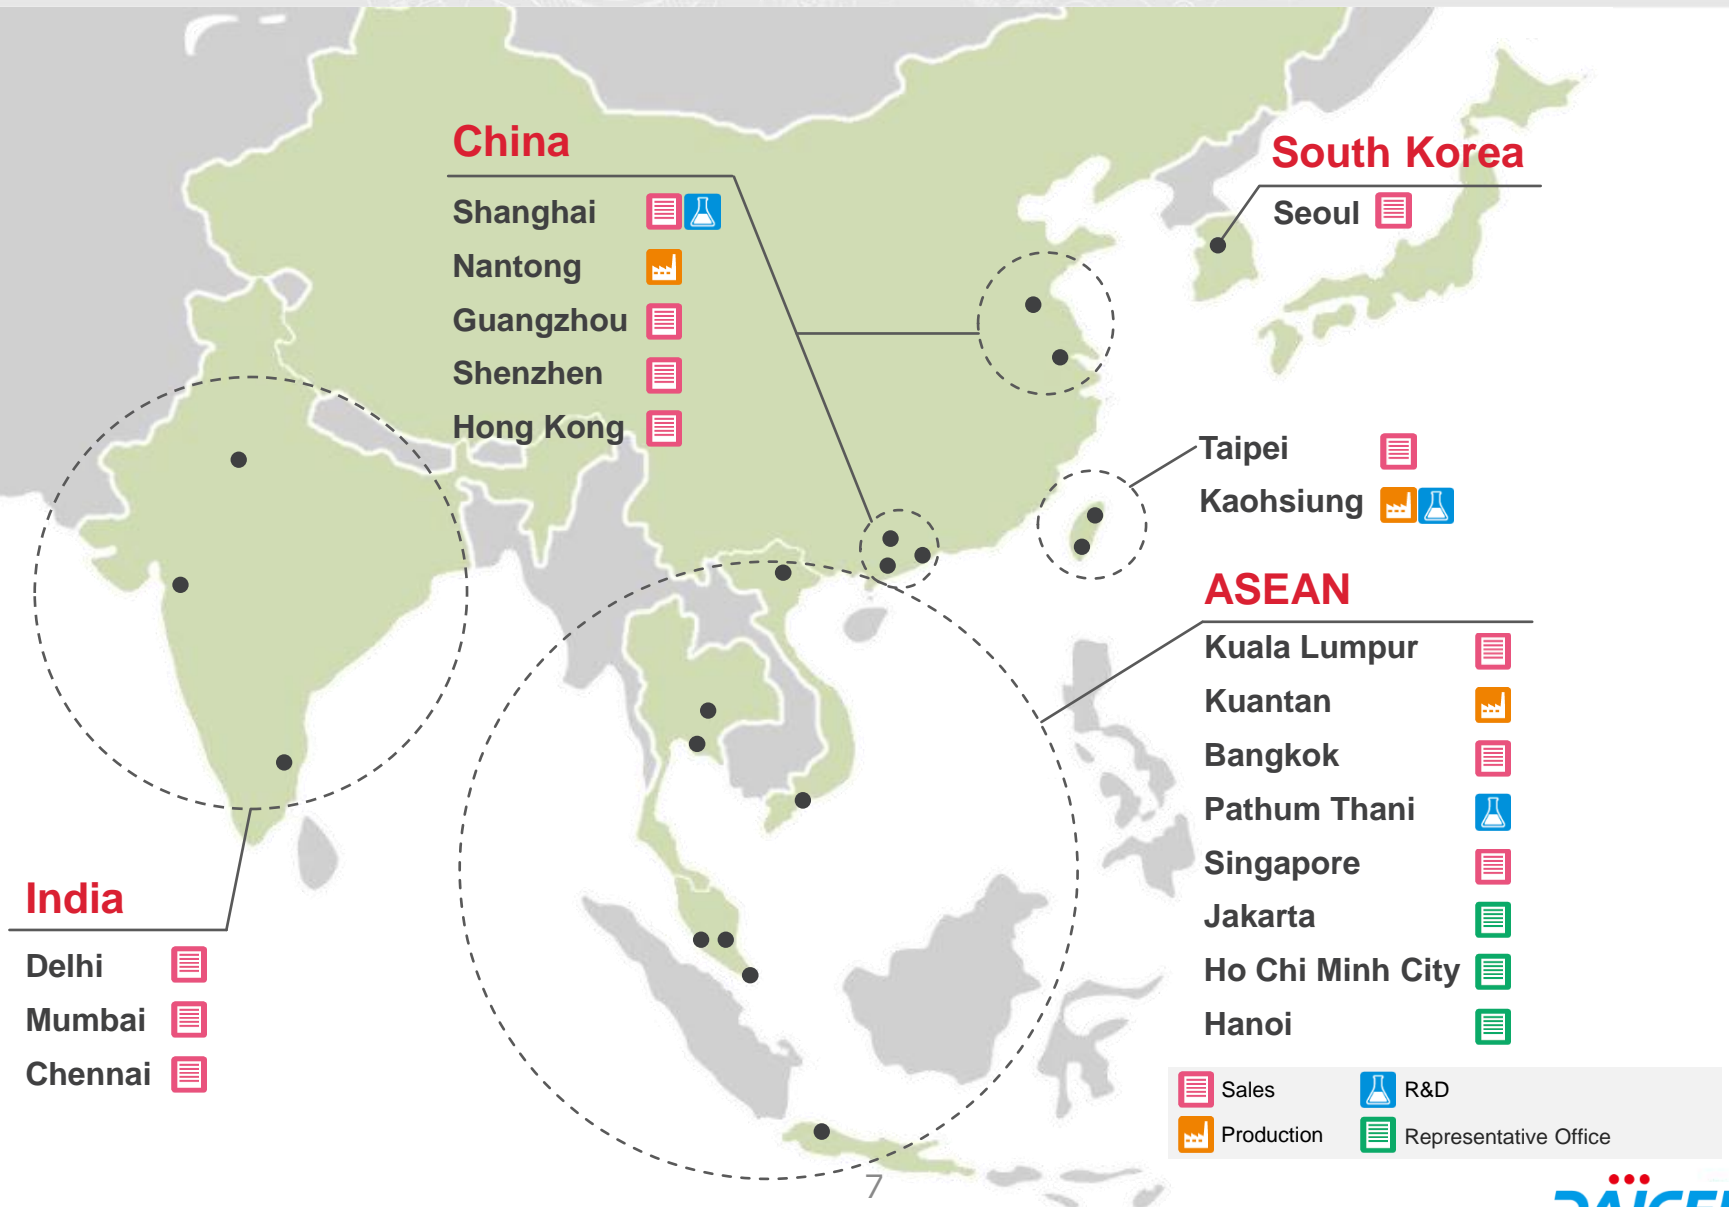 China
Shanghai
Nantong
Guangzhou
Shenzhen
Hong Kong
South Korea
Seoul
Taipei
Kaohsiung
ASEAN
Kuala Lumpur
Kuantan
Bangkok
Pathum Thani
Singapore
Jakarta
Ho Chi Minh City
Hanoi
India
Delhi
Mumbai
Chennai
Sales
R&D
Production
Representative Office
7